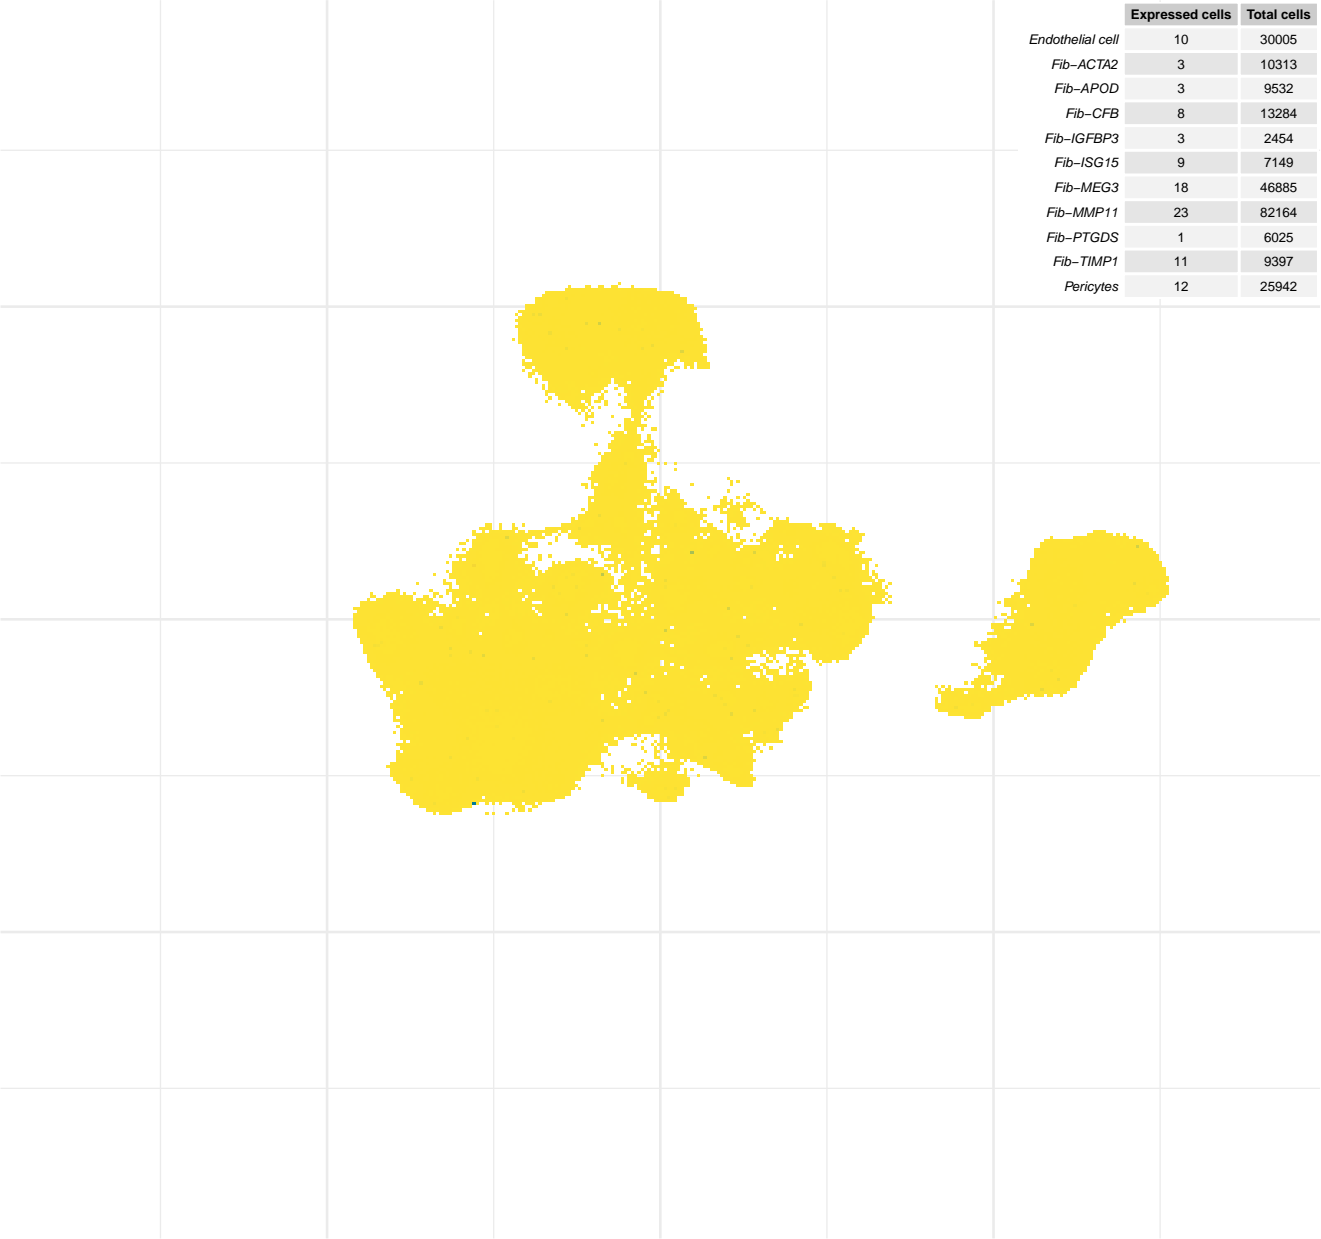 Expressed cells Total cells
Endothelial cell 10 30005
Fib−ACTA2 3 10313
Fib−APOD 3 9532
Fib−CFB 8 13284
Fib−IGFBP3 3 2454
Fib−ISG15 9 7149
Fib−MEG3 18 46885
Fib−MMP11 23 82164
Fib−PTGDS 1 6025
Fib−TIMP1 11 9397
Pericytes 12 25942